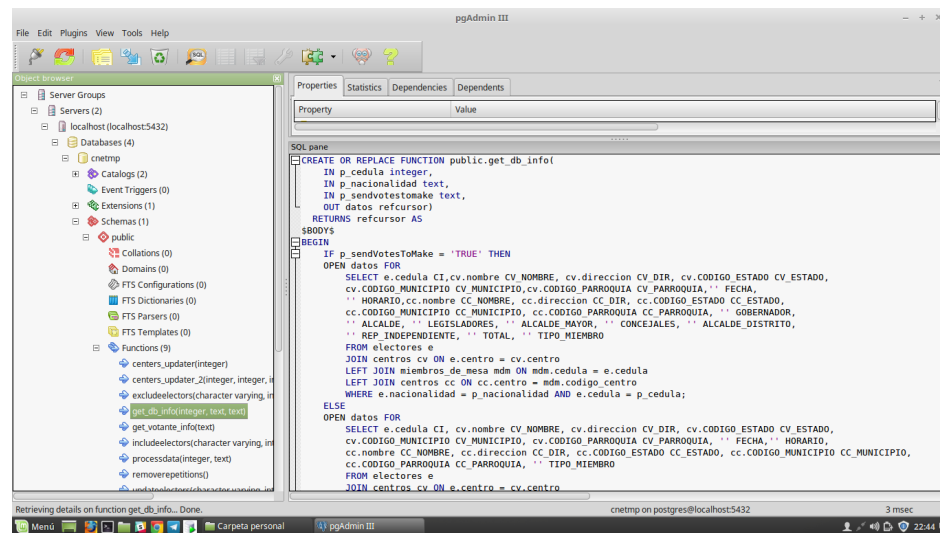 pgAdmin III
File Edit Plugins View Tools Help
SQL
Object browser
Server Groups
Servers (2)
localhost (localhost:5432)
Databases (4)
cnetmp
Catalogs (2)
Event Triggers (0)
Extensions (1)
Schemas (1)
public
Collations (0)
Domains (0)
FTS Configurations (0)
FTS Dictionaries (0)
FTS Parsers (0)
FTS Templates (0)
Functions (9)
centers_updater(integer)
centers_updater_2(integer, integer, in
excludeelectors(character varying, in
get_db_info(integer, text, text)
get_votante_info(text)
includeelectors(character varying, int
processdata(integer, text)
removerepetitions()
updateelectors(character varying, int
Properties Statistics Dependencies Dependents
Property Value
SQL pane
CREATE OR REPLACE FUNCTION public.get_db_info(
IN p_cedula integer,
IN p_nacionalidad text,
IN p_sendvotestomake text,
OUT datos refcursor)
RETURNS refcursor AS
$BODY$
BEGIN
IF p_sendVotesToMake = 'TRUE' THEN
OPEN datos FOR
SELECT e.cedula CI,cv.nombre CV_NOMBRE, cv.direccion CV_DIR, cv.CODIGO_ESTADO CV_ESTADO,
cv.CODIGO_MUNICIPIO CV_MUNICIPIO,cv.CODIGO_PARROQUIA CV_PARROQUIA,'' FECHA,
'' HORARIO,cc.nombre CC_NOMBRE, cc.direccion CC_DIR, cc.CODIGO_ESTADO CC_ESTADO,
cc.CODIGO_MUNICIPIO CC_MUNICIPIO, cc.CODIGO_PARROQUIA CC_PARROQUIA, '' GOBERNADOR,
'' ALCALDE, '' LEGISLADORES, '' ALCALDE_MAYOR, '' CONCEJALES, '' ALCALDE_DISTRITO,
'' REP_INDEPENDIENTE, '' TOTAL, '' TIPO_MIEMBRO
FROM electores e
JOIN centros cv ON e.centro = cv.centro
LEFT JOIN miembros_de_mesa mdm ON mdm.cedula = e.cedula
LEFT JOIN centros cc ON cc.centro = mdm.codigo_centro
WHERE e.nacionalidad = p_nacionalidad AND e.cedula = p_cedula;
ELSE
OPEN datos FOR
SELECT e.cedula CI, cv.nombre CV_NOMBRE, cv.direccion CV_DIR, cv.CODIGO_ESTADO CV_ESTADO,
cv.CODIGO_MUNICIPIO CV_MUNICIPIO, cv.CODIGO_PARROQUIA CV_PARROQUIA, '' FECHA,'' HORARIO,
cc.nombre CC_NOMBRE, cc.direccion CC_DIR, cc.CODIGO_ESTADO CC_ESTADO, cc.CODIGO_MUNICIPIO CC_MUNICIPIO,
cc.CODIGO_PARROQUIA CC_PARROQUIA, '' TIPO_MIEMBRO
FROM electores e
JOIN centros cv ON e.centro = cv.centro
Retrieving details on function get_db_info... Done. cnetmp on postgres@localhost:5432 3 msec
Menú Carpeta personal pgAdmin III 22:44